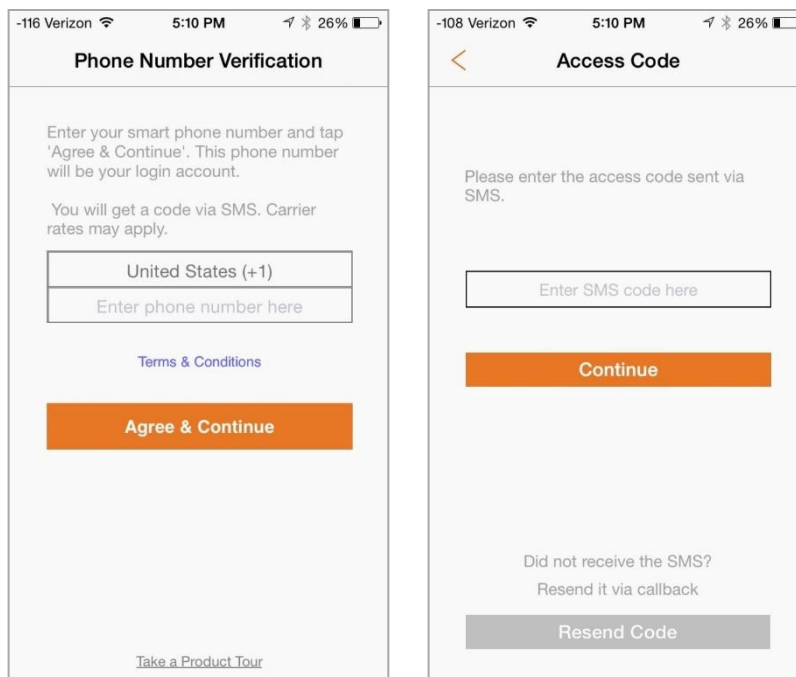 -116 Verizon 5:10 PM 26%
Phone Number Verification
Enter your smart phone number and tap
'Agree & Continue'. This phone number
will be your login account.
You will get a code via SMS. Carrier
rates may apply.
United States (+1)
Enter phone number here
Terms & Conditions
Agree & Continue
Take a Product Tour
-108 Verizon 5:10 PM 26%
Access Code
Please enter the access code sent via
SMS.
Enter SMS code here
Continue
Did not receive the SMS?
Resend it via callback
Resend Code